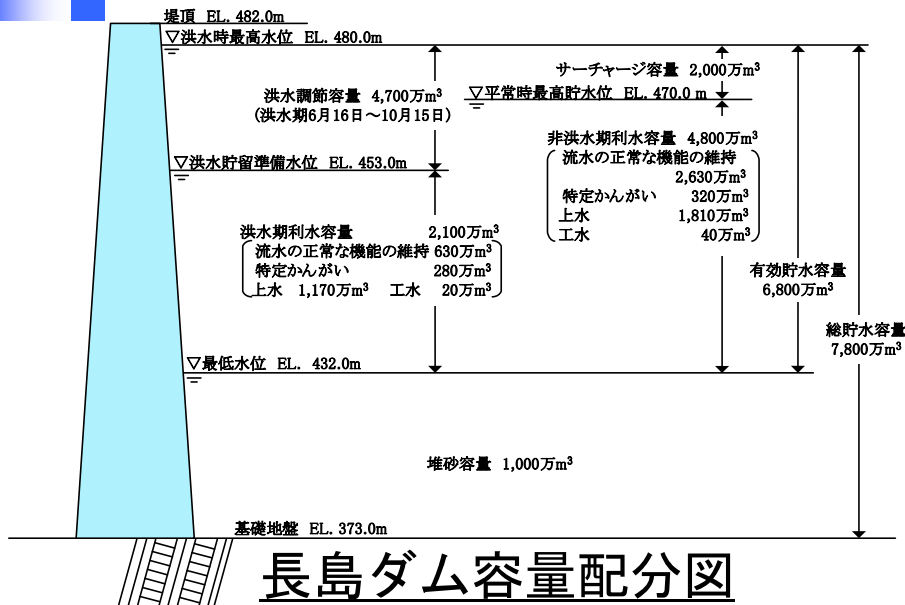 堤頂 EL. 482.0m
▽洪水時最高水位 EL. 480.0m
サーチャージ容量 2,000万m³
洪水調節容量 4,700万m³
(洪水期6月16日～10月15日)
▽平常時最高貯水位 EL. 470.0 m
非洪水期利水容量 4,800万m³
流水の正常な機能の維持
2,630万m³
特定かんがい 320万m³
上水 1,810万m³
工水 40万m³
▽洪水貯留準備水位 EL. 453.0m
洪水期利水容量 2,100万m³
流水の正常な機能の維持 630万m³
特定かんがい 280万m³
上水 1,170万m³ 工水 20万m³
有効貯水容量
6,800万m³
総貯水容量
7,800万m³
▽最低水位 EL. 432.0m
堆砂容量 1,000万m³
基礎地盤 EL. 373.0m
長島ダム容量配分図